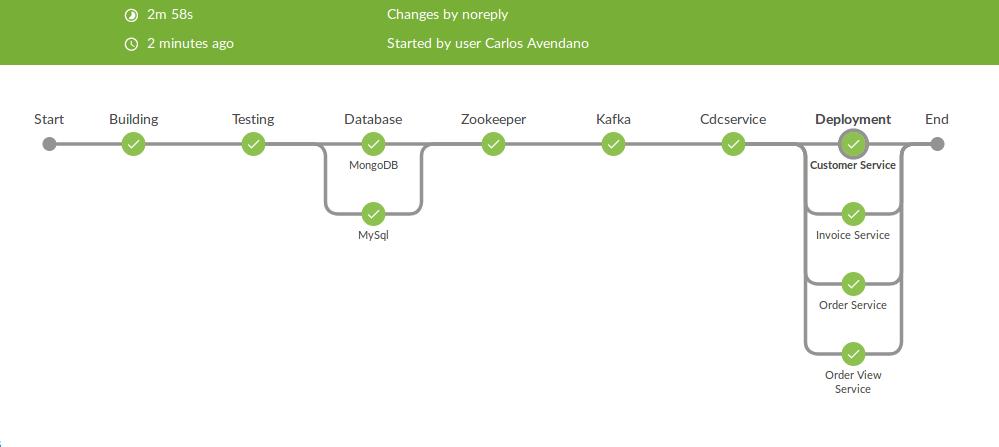 2m 58s
Changes by noreply
2 minutes ago
Started by user Carlos Avendano
Start
Building
Testing
Database
Zookeeper
Kafka
Cdcservice
Deployment
End
MongoDB
Customer Service
MySql
Invoice Service
Order Service
Order View
Service